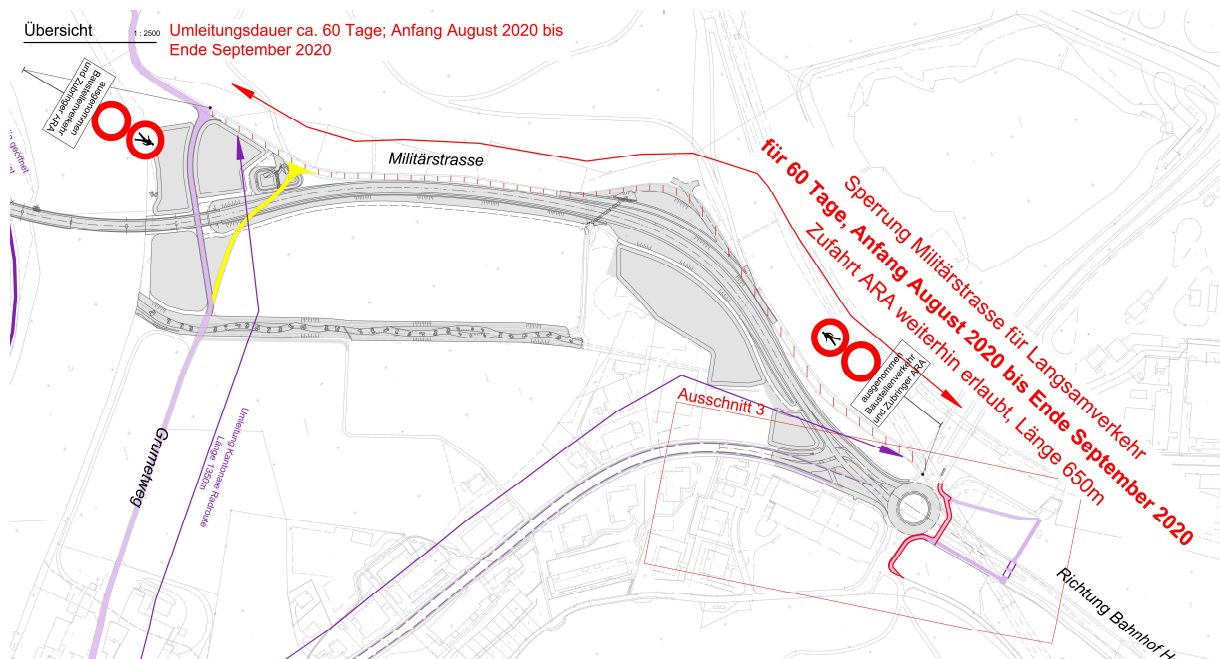 Übersicht
1 : 2500
Umleitungsdauer ca. 60 Tage; Anfang August 2020 bis
Ende September 2020
ausgenommen
Baustellenverkehr
und Zubringer ARA
geöffnet
Militärstrasse
Sperrung Militärstrasse für Langsamverkehr
für 60 Tage, Anfang August 2020 bis Ende September 2020
Zufahrt ARA weiterhin erlaubt, Länge 650m
ausgenommen
Baustellenverkehr
und Zubringer ARA
Ausschnitt 3
Grumetweg
Umleitung Kantonae Radroute
Länge 1350m
Richtung Bahnhof H